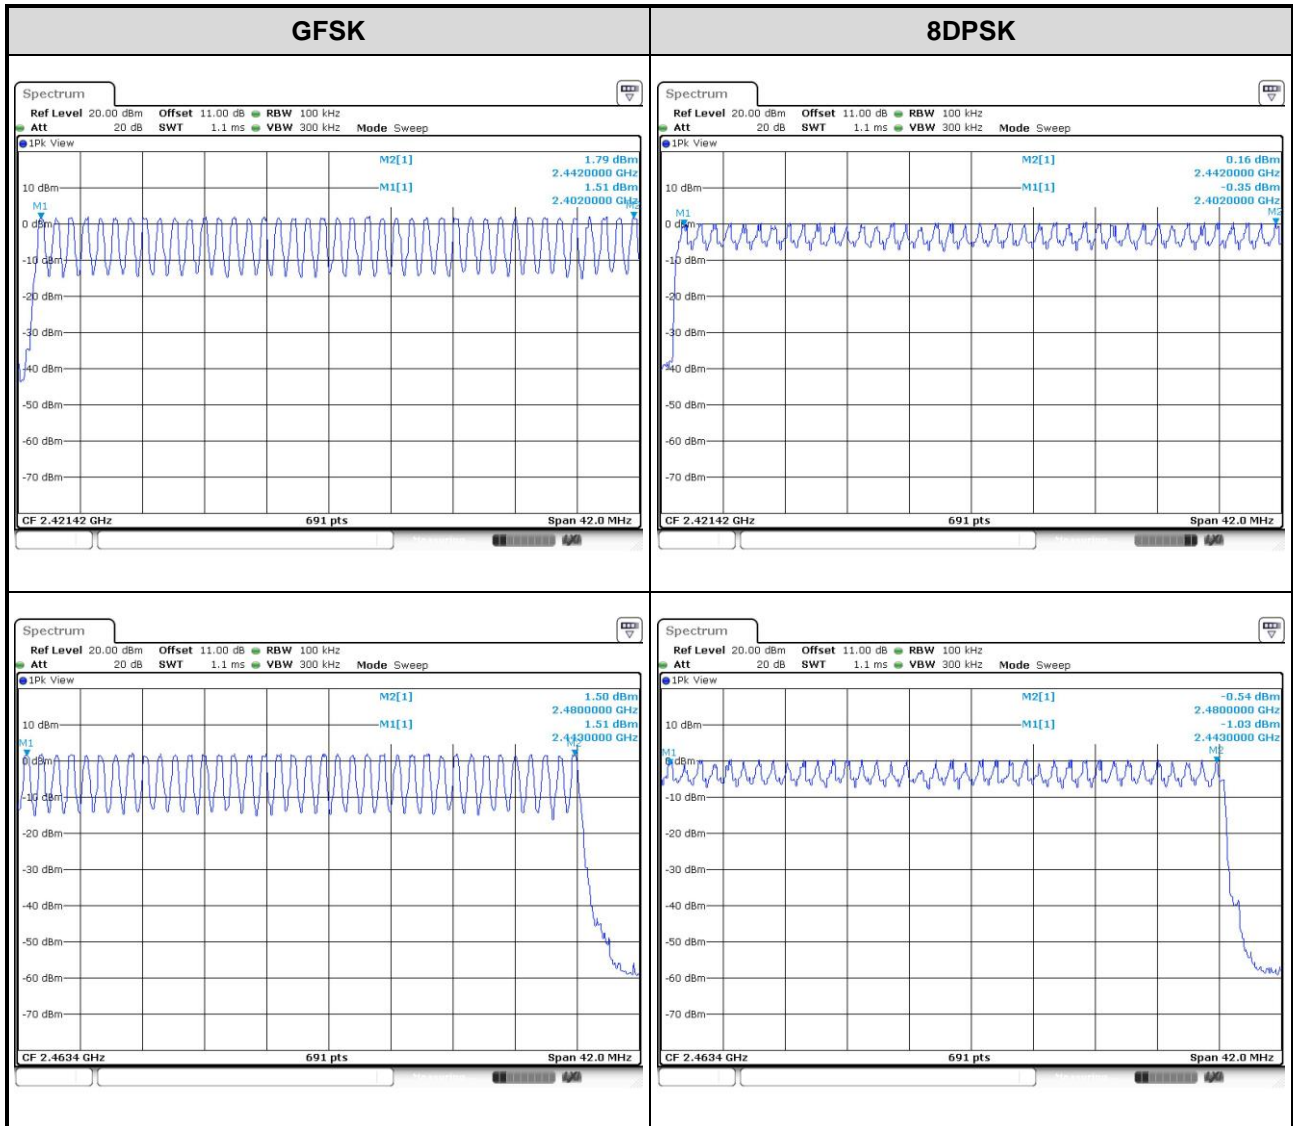 GFSK
8DPSK
Spectrum
Ref Level 20.00 dBm Offset 11.00 dB RBW 100 kHz
Att 20 dB SWT 1.1 ms VBW 300 kHz Mode Sweep
1Pk View
M2[1] 1.79 dBm
2.4420000 GHz
10 dBm M1[1] 1.51 dBm
M1 2.4020000 GHz
0 dBm
-10 dBm
-20 dBm
-30 dBm
-40 dBm
-50 dBm
-60 dBm
-70 dBm
CF 2.42142 GHz 691 pts Span 42.0 MHz
Spectrum
Ref Level 20.00 dBm Offset 11.00 dB RBW 100 kHz
Att 20 dB SWT 1.1 ms VBW 300 kHz Mode Sweep
1Pk View
M2[1] 0.16 dBm
2.4420000 GHz
10 dBm M1[1] -0.35 dBm
2.4020000 GHz
M1 M2
0 dBm
-10 dBm
-20 dBm
-30 dBm
-40 dBm
-50 dBm
-60 dBm
-70 dBm
CF 2.42142 GHz 691 pts Span 42.0 MHz
Spectrum
Ref Level 20.00 dBm Offset 11.00 dB RBW 100 kHz
Att 20 dB SWT 1.1 ms VBW 300 kHz Mode Sweep
1Pk View
M2[1] 1.50 dBm
2.4800000 GHz
10 dBm M1[1] 1.51 dBm
M1 2.4430000 GHz
0 dBm
-10 dBm
-20 dBm
-30 dBm
-40 dBm
-50 dBm
-60 dBm
-70 dBm
CF 2.4634 GHz 691 pts Span 42.0 MHz
Spectrum
Ref Level 20.00 dBm Offset 11.00 dB RBW 100 kHz
Att 20 dB SWT 1.1 ms VBW 300 kHz Mode Sweep
1Pk View
M2[1] -0.54 dBm
2.4800000 GHz
10 dBm M1[1] -1.03 dBm
2.4430000 GHz
M1 M2
0 dBm
-10 dBm
-20 dBm
-30 dBm
-40 dBm
-50 dBm
-60 dBm
-70 dBm
CF 2.4634 GHz 691 pts Span 42.0 MHz